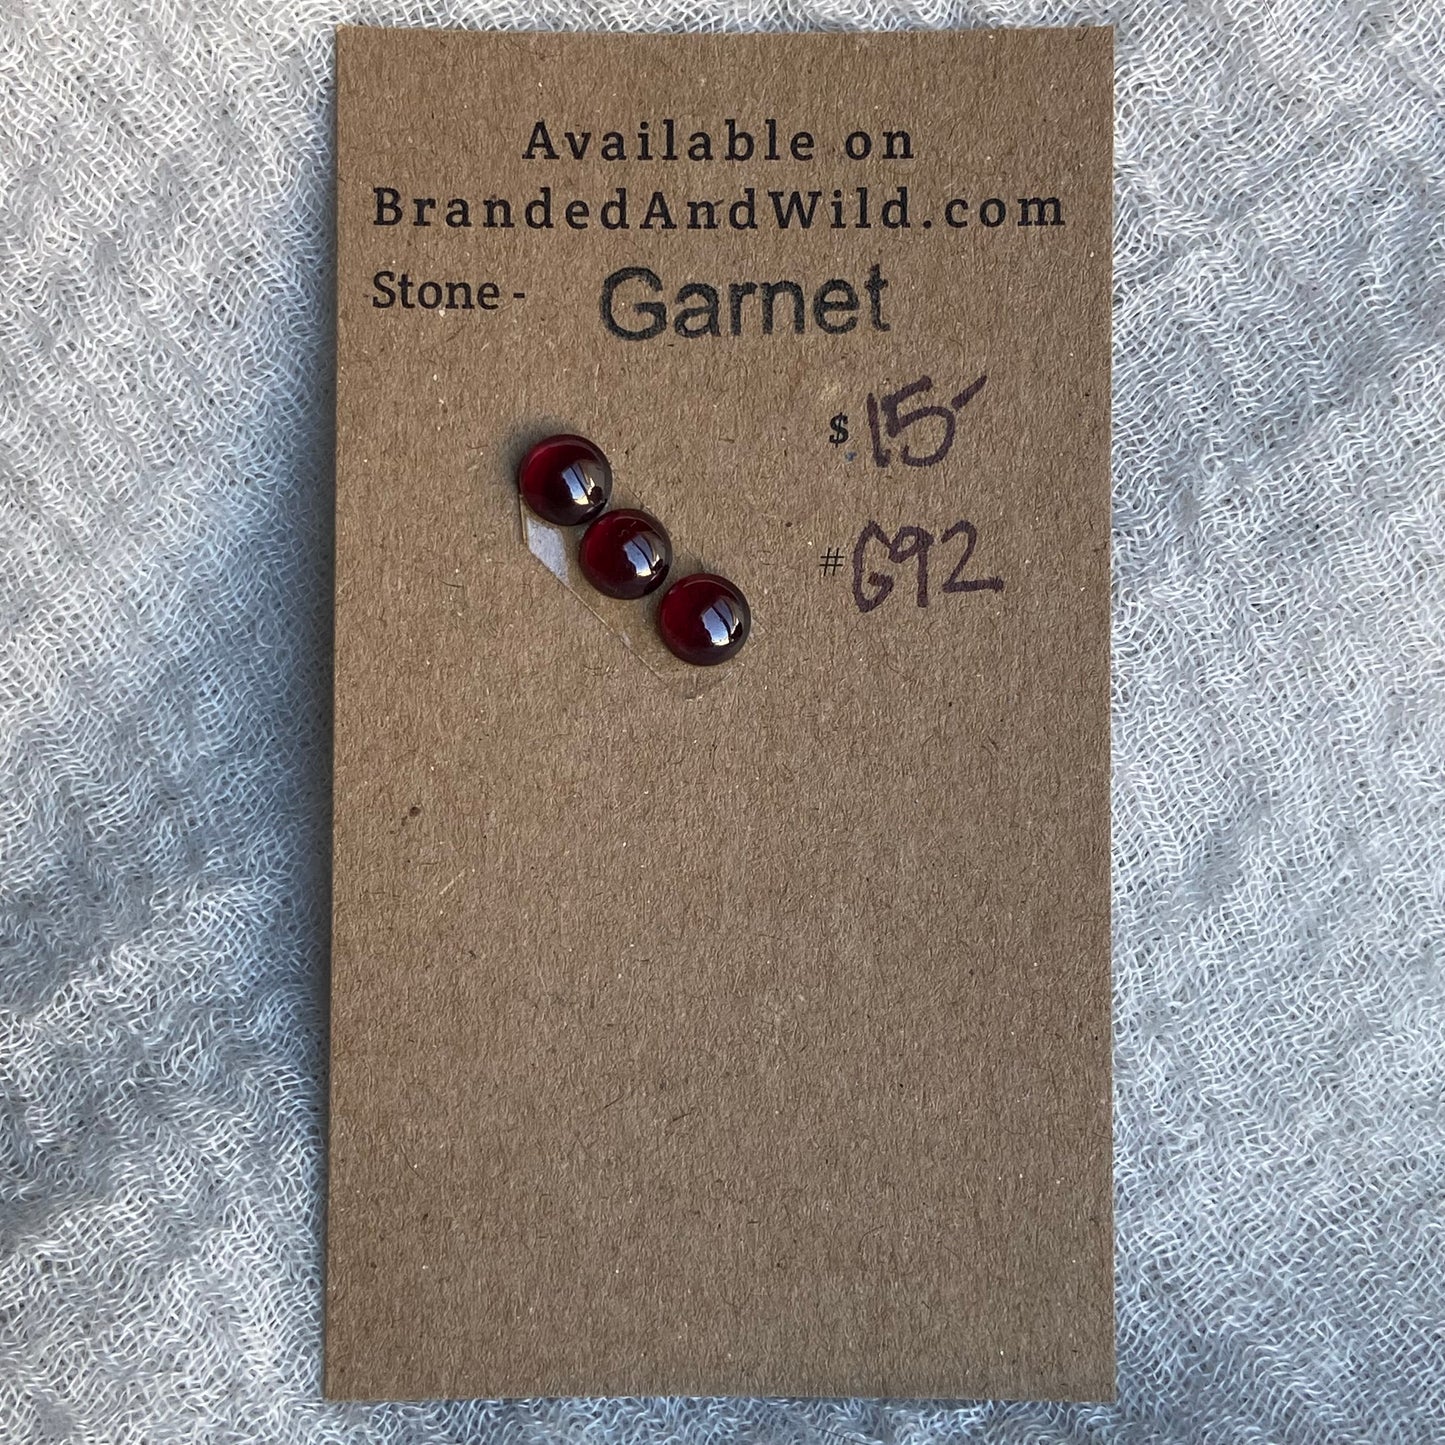 Available on
BrandedAndWild.com
Stone - Garnet
$ 15-
# G92